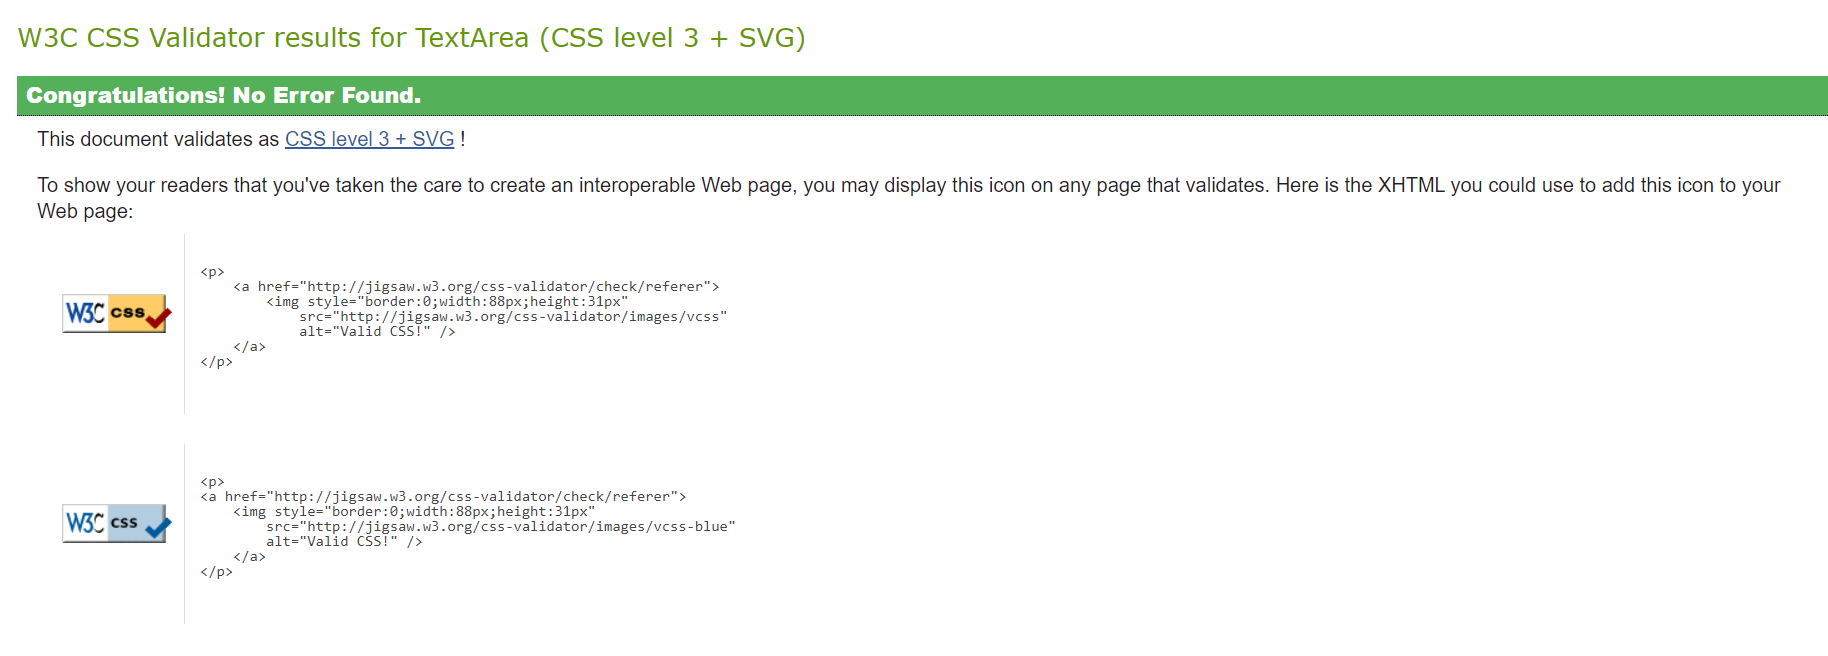 W3C CSS Validator results for TextArea (CSS level 3 + SVG)
Congratulations! No Error Found.
This document validates as CSS level 3 + SVG !
To show your readers that you've taken the care to create an interoperable Web page, you may display this icon on any page that validates. Here is the XHTML you could use to add this icon to your
Web page:
W3C css
<p>
    <a href="http://jigsaw.w3.org/css-validator/check/referer">
        <img style="border:0;width:88px;height:31px"
            src="http://jigsaw.w3.org/css-validator/images/vcss"
            alt="Valid CSS!" />
    </a>
</p>
W3C css
<p>
<a href="http://jigsaw.w3.org/css-validator/check/referer">
    <img style="border:0;width:88px;height:31px"
        src="http://jigsaw.w3.org/css-validator/images/vcss-blue"
        alt="Valid CSS!" />
    </a>
</p>